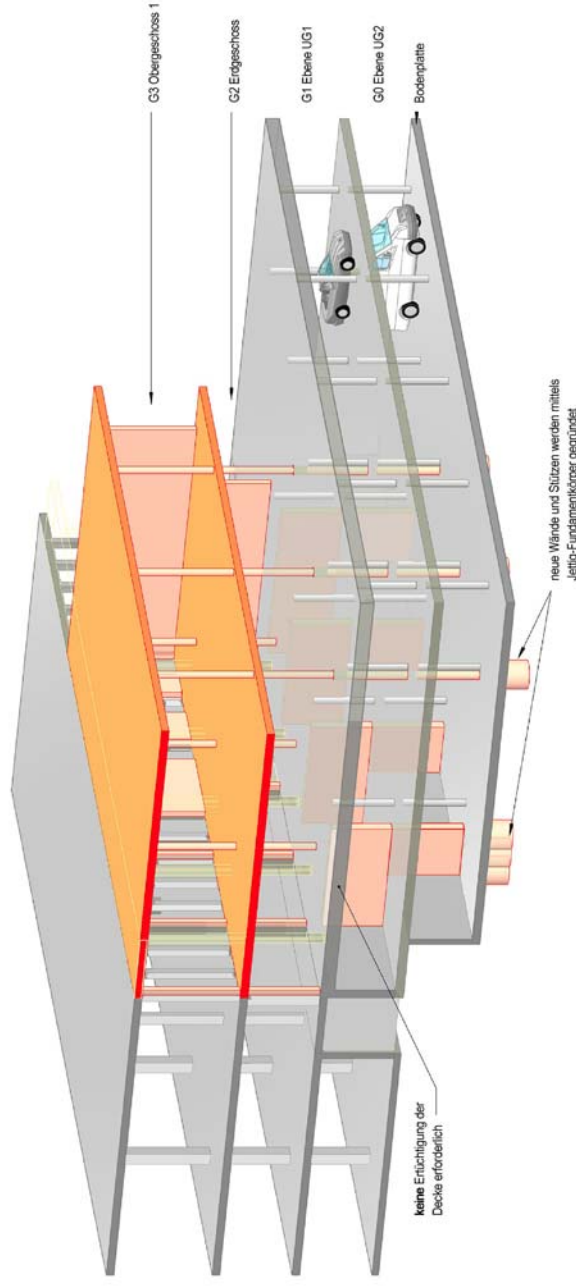 G3 Obergeschoss 1
G2 Erdgeschoss
G1 Ebene UG1
G0 Ebene UG2
Bodenplatte
keine Ertüchtigung der
Decke erforderlich
neue Wände und Stützen werden mittels
Jettig-Fundamentkörper gegründet